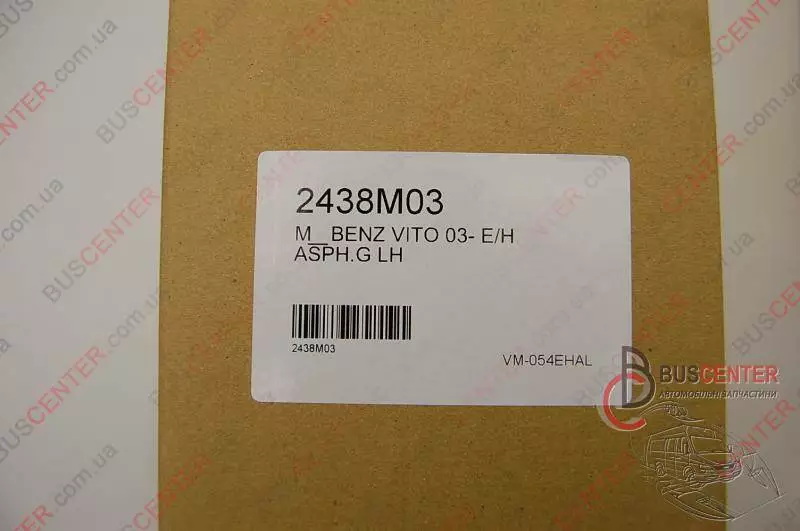 2438M03
M__BENZ VITO 03- E/H
ASPH.G LH
2438M03
VM-054EHAL
BUSCENTER
АВТОМОБІЛЬНІ ЗАПЧАСТИНИ
BUSCENTER.com.ua